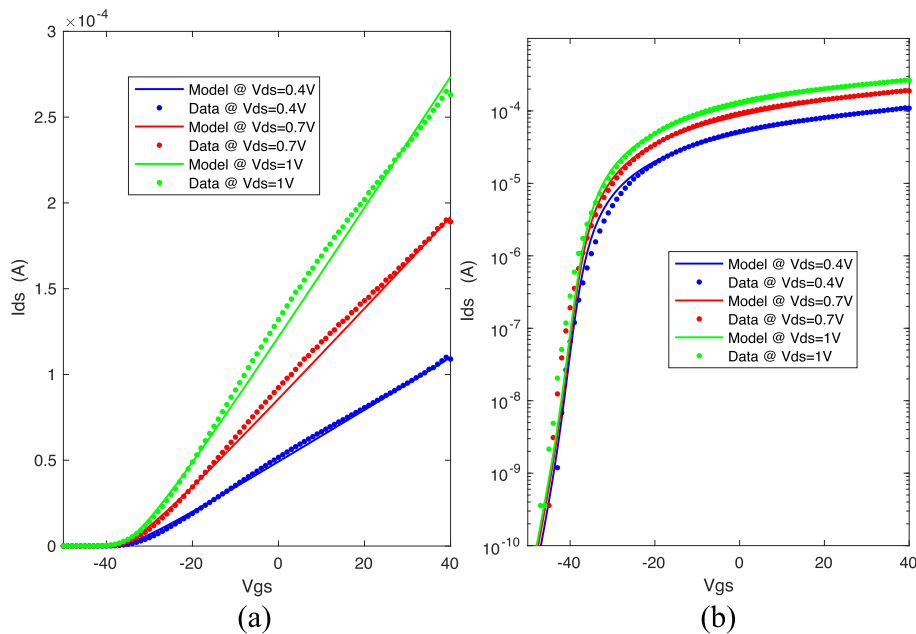 ×10⁻⁴
3
2.5
2
1.5
1
0.5
0
Ids (A)
Model @ Vds=0.4V
Data @ Vds=0.4V
Model @ Vds=0.7V
Data @ Vds=0.7V
Model @ Vds=1V
Data @ Vds=1V
-40 -20 0 20 40
Vgs
(a)
10⁻⁴
10⁻⁵
10⁻⁶
10⁻⁷
10⁻⁸
10⁻⁹
10⁻¹⁰
Ids (A)
Model @ Vds=0.4V
Data @ Vds=0.4V
Model @ Vds=0.7V
Data @ Vds=0.7V
Model @ Vds=1V
Data @ Vds=1V
-40 -20 0 20 40
Vgs
(b)